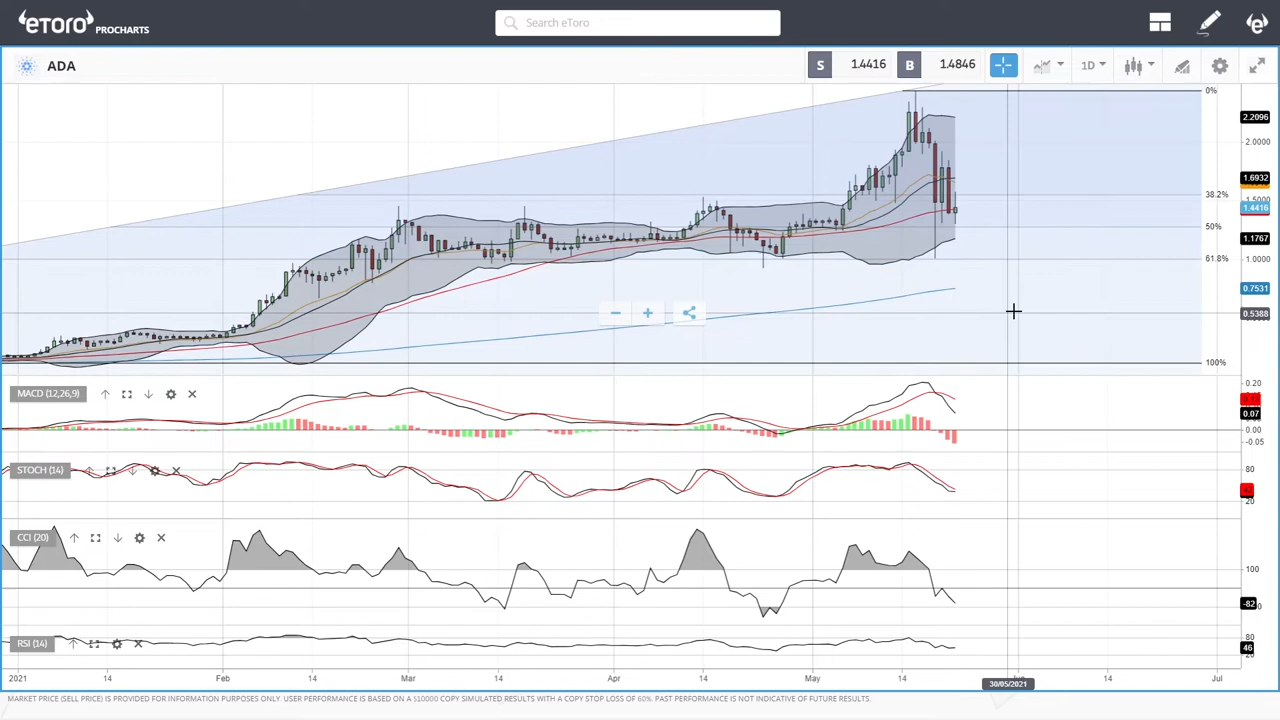 eToro PROCHARTS
Search eToro
ADA
S 1.4416 B 1.4846
1D
0%
2.2096
2.0000
1.6932
38.2%
1.5000
1.4416
50%
1.1767
61.8%
1.0000
0.7531
0.5388
100%
MACD (12,26,9)
0.20
0.07
0.00
-0.05
STOCH (14)
80
20
CCI (20)
100
-82
RSI (14)
80
46
2021 14 Feb 14 Mar 14 Apr 14 May 14 14 Jul
30/05/2021
MARKET PRICE (SELL PRICE) IS PROVIDED FOR INFORMATION PURPOSES ONLY. USER PERFORMANCE IS BASED ON A $10000 COPY SIMULATED RESULTS WITH A COPY STOP LOSS OF 60%. PAST PERFORMANCE IS NOT INDICATIVE OF FUTURE RESULTS.